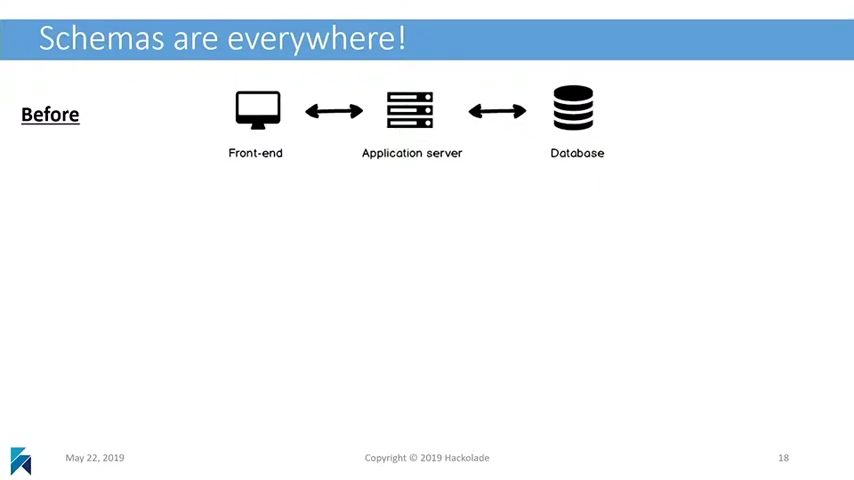 Schemas are everywhere!
Before
Front-end
Application server
Database
May 22, 2019
Copyright © 2019 Hackolade
18